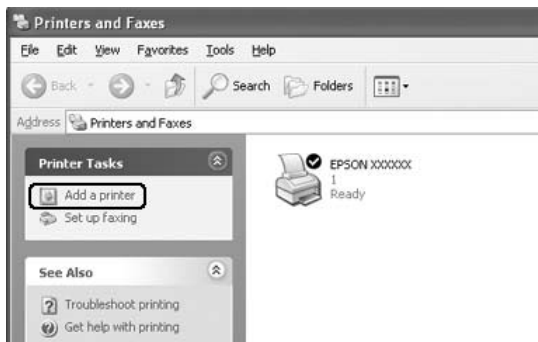 Printers and Faxes
File Edit View Favorites Tools Help
Back Search Folders
Address Printers and Faxes
Printer Tasks
Add a printer
Set up faxing
See Also
Troubleshoot printing
Get help with printing
EPSON XXXXXX
1
Ready